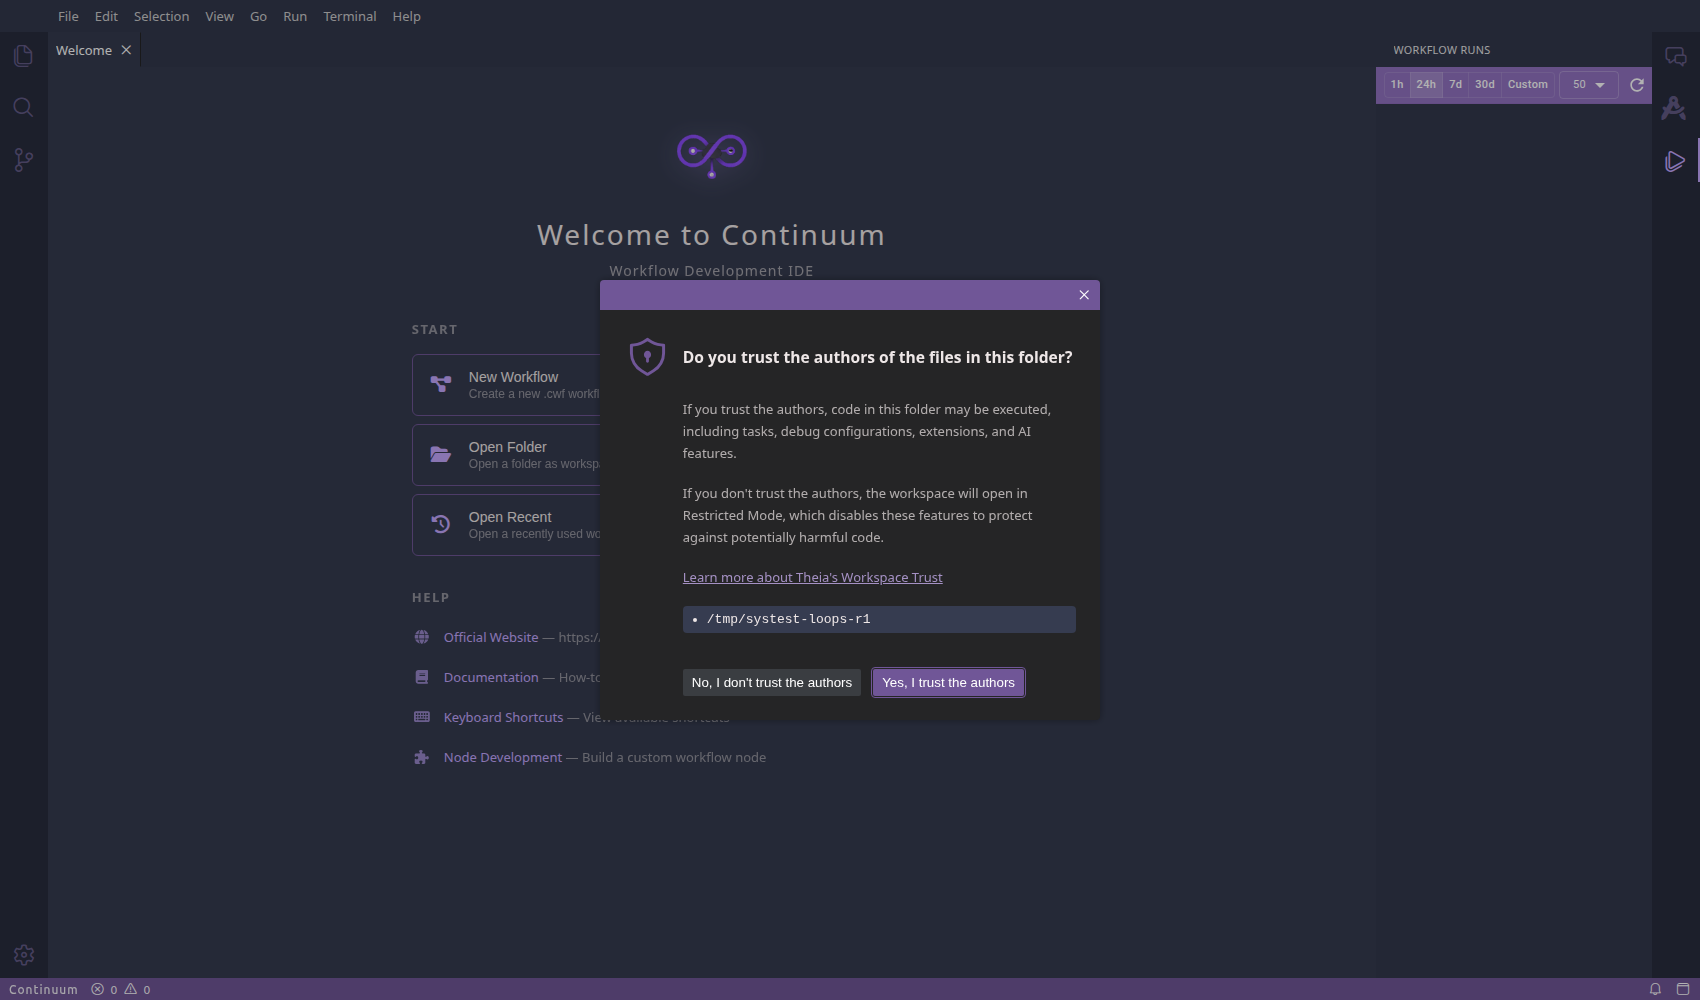 File Edit Selection View Go Run Terminal Help
Welcome
WORKFLOW RUNS
1h 24h 7d 30d Custom 50
Welcome to Continuum
Workflow Development IDE
START
New Workflow
Create a new .cwf
Open Folder
Open a folder as
Open Recent
Open a recently used
HELP
Official Website — https:/
Documentation —
Keyboard Shortcuts — View available shortcuts
Node Development — Build a custom workflow node
Do you trust the authors of the files in this folder?
If you trust the authors, code in this folder may be executed,
including tasks, debug configurations, extensions, and AI
features.
If you don't trust the authors, the workspace will open in
Restricted Mode, which disables these features to protect
against potentially harmful code.
Learn more about Theia's Workspace Trust
• /tmp/systest-loops-r1
No, I don't trust the authors Yes, I trust the authors
Continuum 0 0